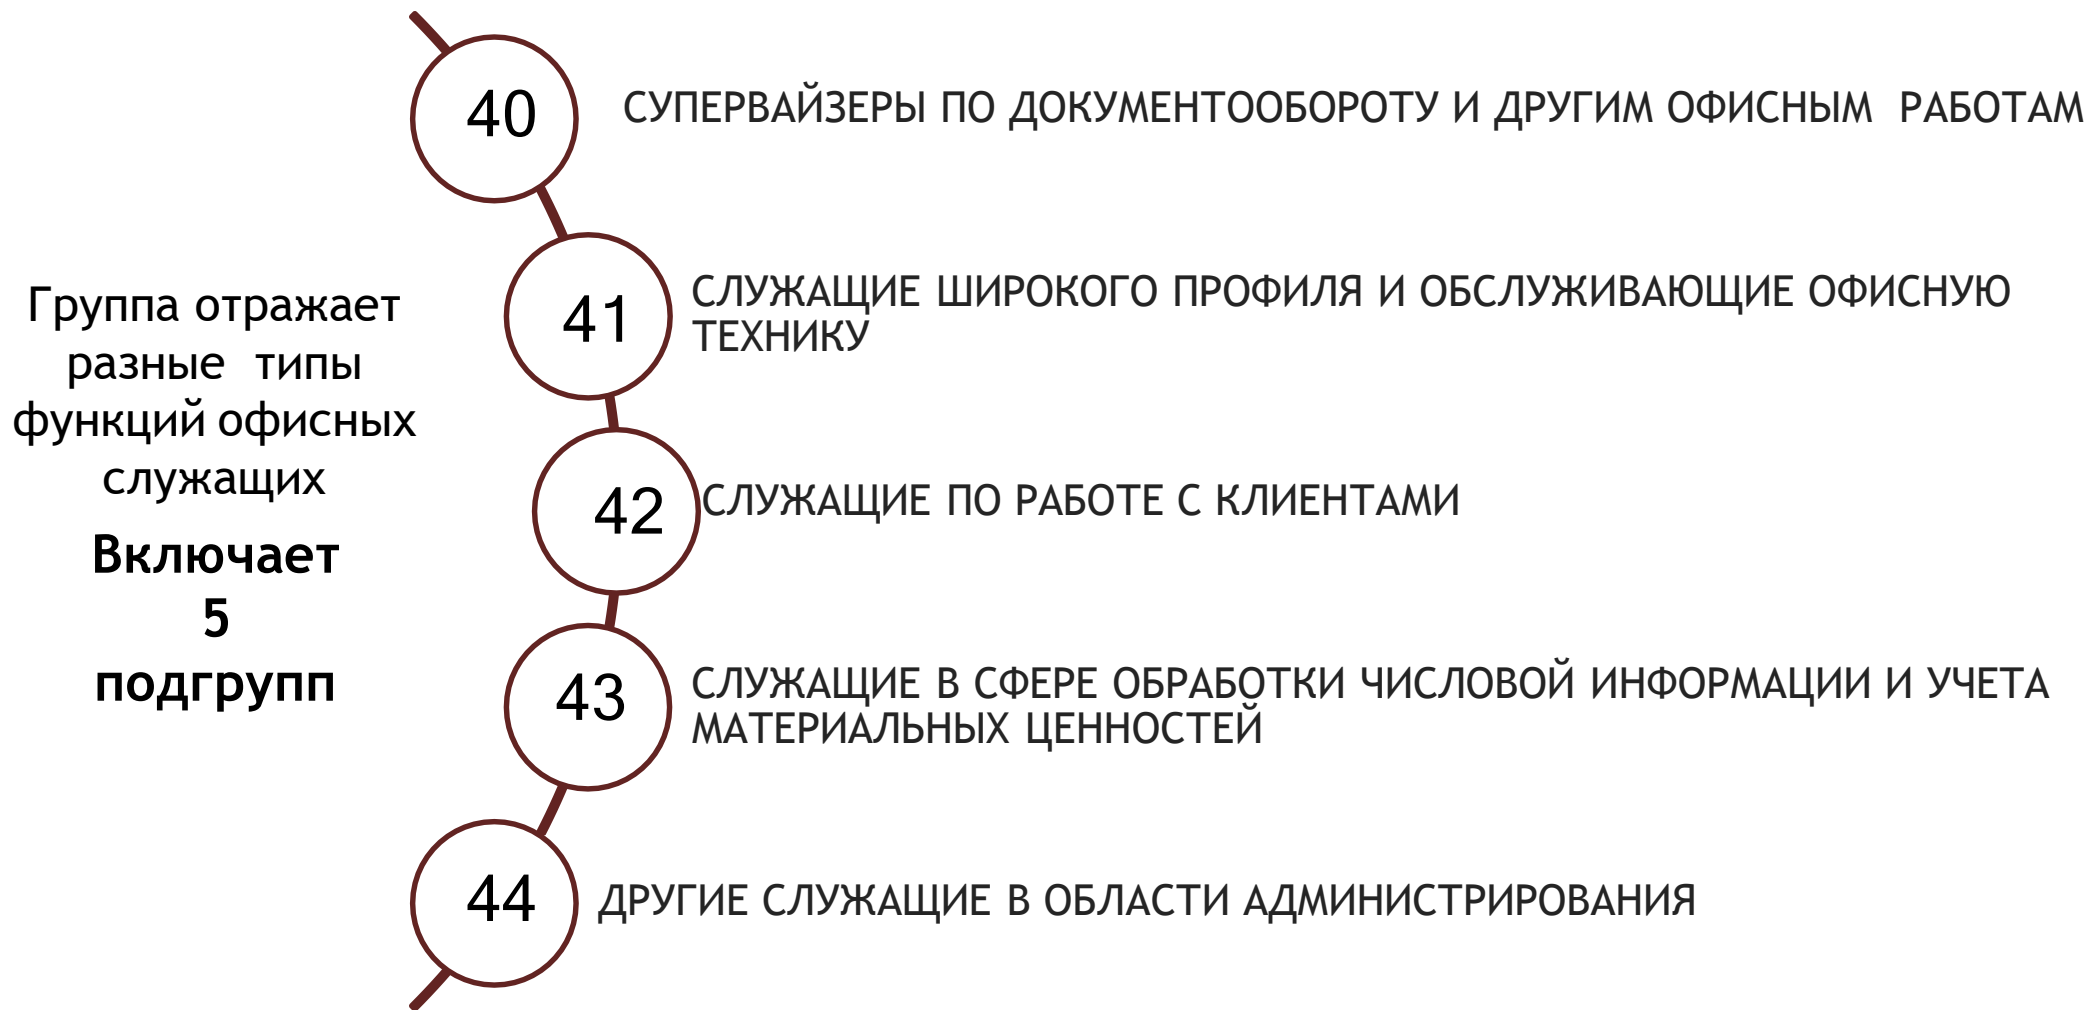 Группа отражает
разные типы
функций офисных
служащих
Включает
5
подгрупп
40
СУПЕРВАЙЗЕРЫ ПО ДОКУМЕНТООБОРОТУ И ДРУГИМ ОФИСНЫМ РАБОТАМ
41
СЛУЖАЩИЕ ШИРОКОГО ПРОФИЛЯ И ОБСЛУЖИВАЮЩИЕ ОФИСНУЮ
ТЕХНИКУ
42
СЛУЖАЩИЕ ПО РАБОТЕ С КЛИЕНТАМИ
43
СЛУЖАЩИЕ В СФЕРЕ ОБРАБОТКИ ЧИСЛОВОЙ ИНФОРМАЦИИ И УЧЕТА
МАТЕРИАЛЬНЫХ ЦЕННОСТЕЙ
44
ДРУГИЕ СЛУЖАЩИЕ В ОБЛАСТИ АДМИНИСТРИРОВАНИЯ